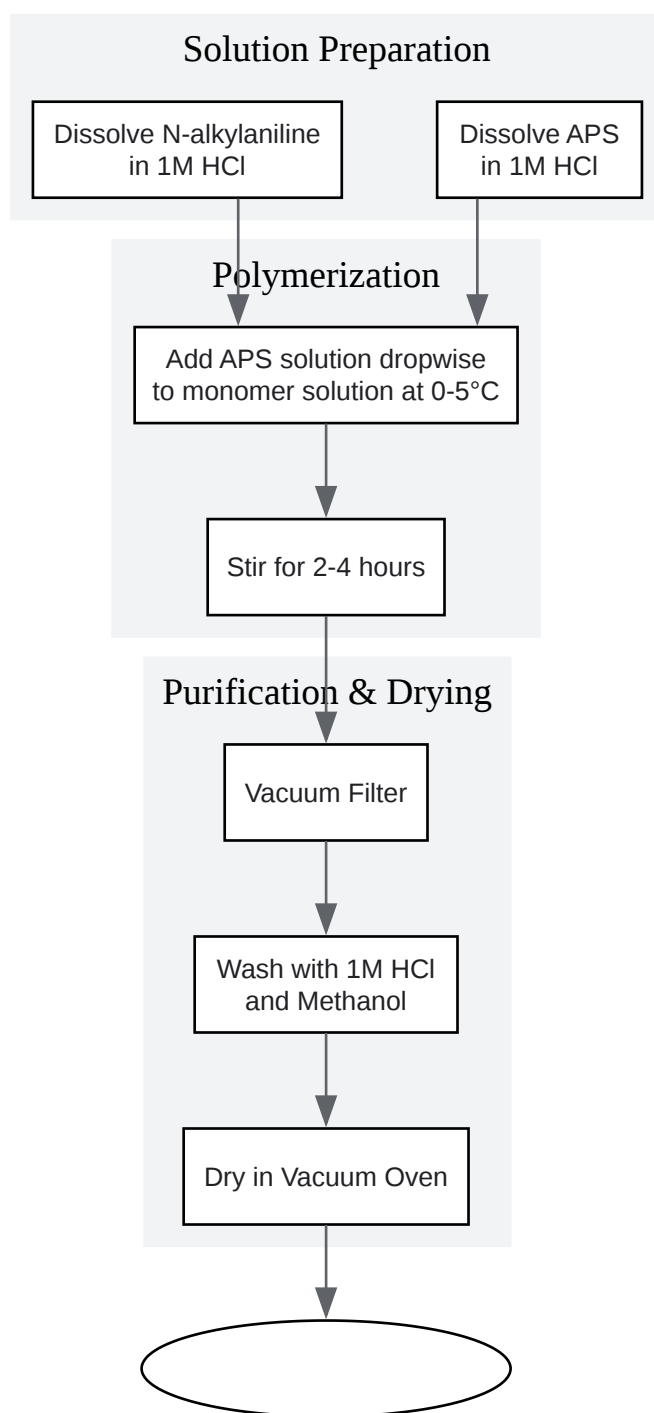 Solution Preparation
Dissolve N-alkylaniline
in 1M HCl
Dissolve APS
in 1M HCl
Polymerization
Add APS solution dropwise
to monomer solution at 0-5°C
Stir for 2-4 hours
Purification & Drying
Vacuum Filter
Wash with 1M HCl
and Methanol
Dry in Vacuum Oven